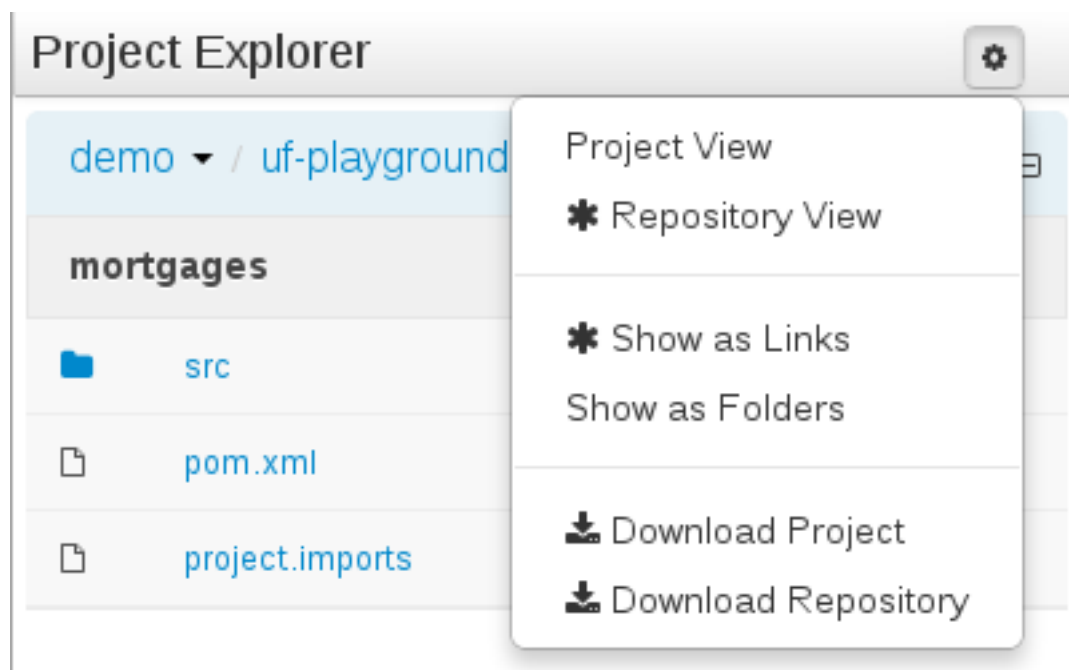 Project Explorer
demo / uf-playground
mortgages
src
pom.xml
project.imports
Project View
✱ Repository View
✱ Show as Links
Show as Folders
Download Project
Download Repository